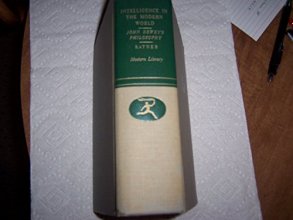 INTELLIGENCE IN
THE MODERN
WORLD
JOHN DEWEY'S
PHILOSOPHY
RATNER
Modern Library